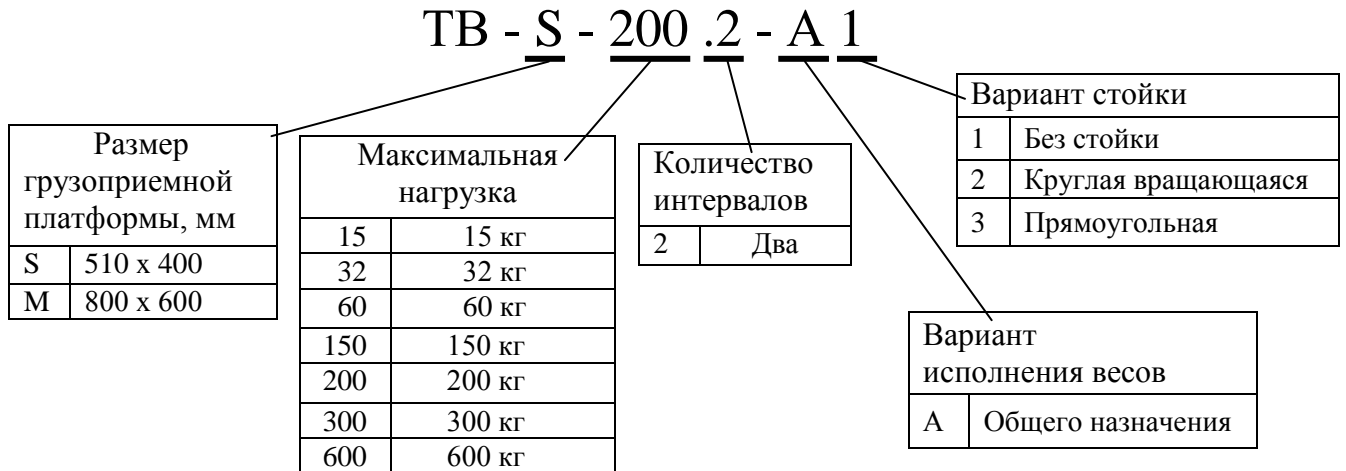 ТВ - S - 200 .2 - А 1
Размер
грузоприемной
платформы, мм
S 510 х 400
М 800 х 600
Максимальная
нагрузка
15 15 кг
32 32 кг
60 60 кг
150 150 кг
200 200 кг
300 300 кг
600 600 кг
Количество
интервалов
2 Два
Вариант стойки
1 Без стойки
2 Круглая вращающаяся
3 Прямоугольная
Вариант
исполнения весов
А Общего назначения